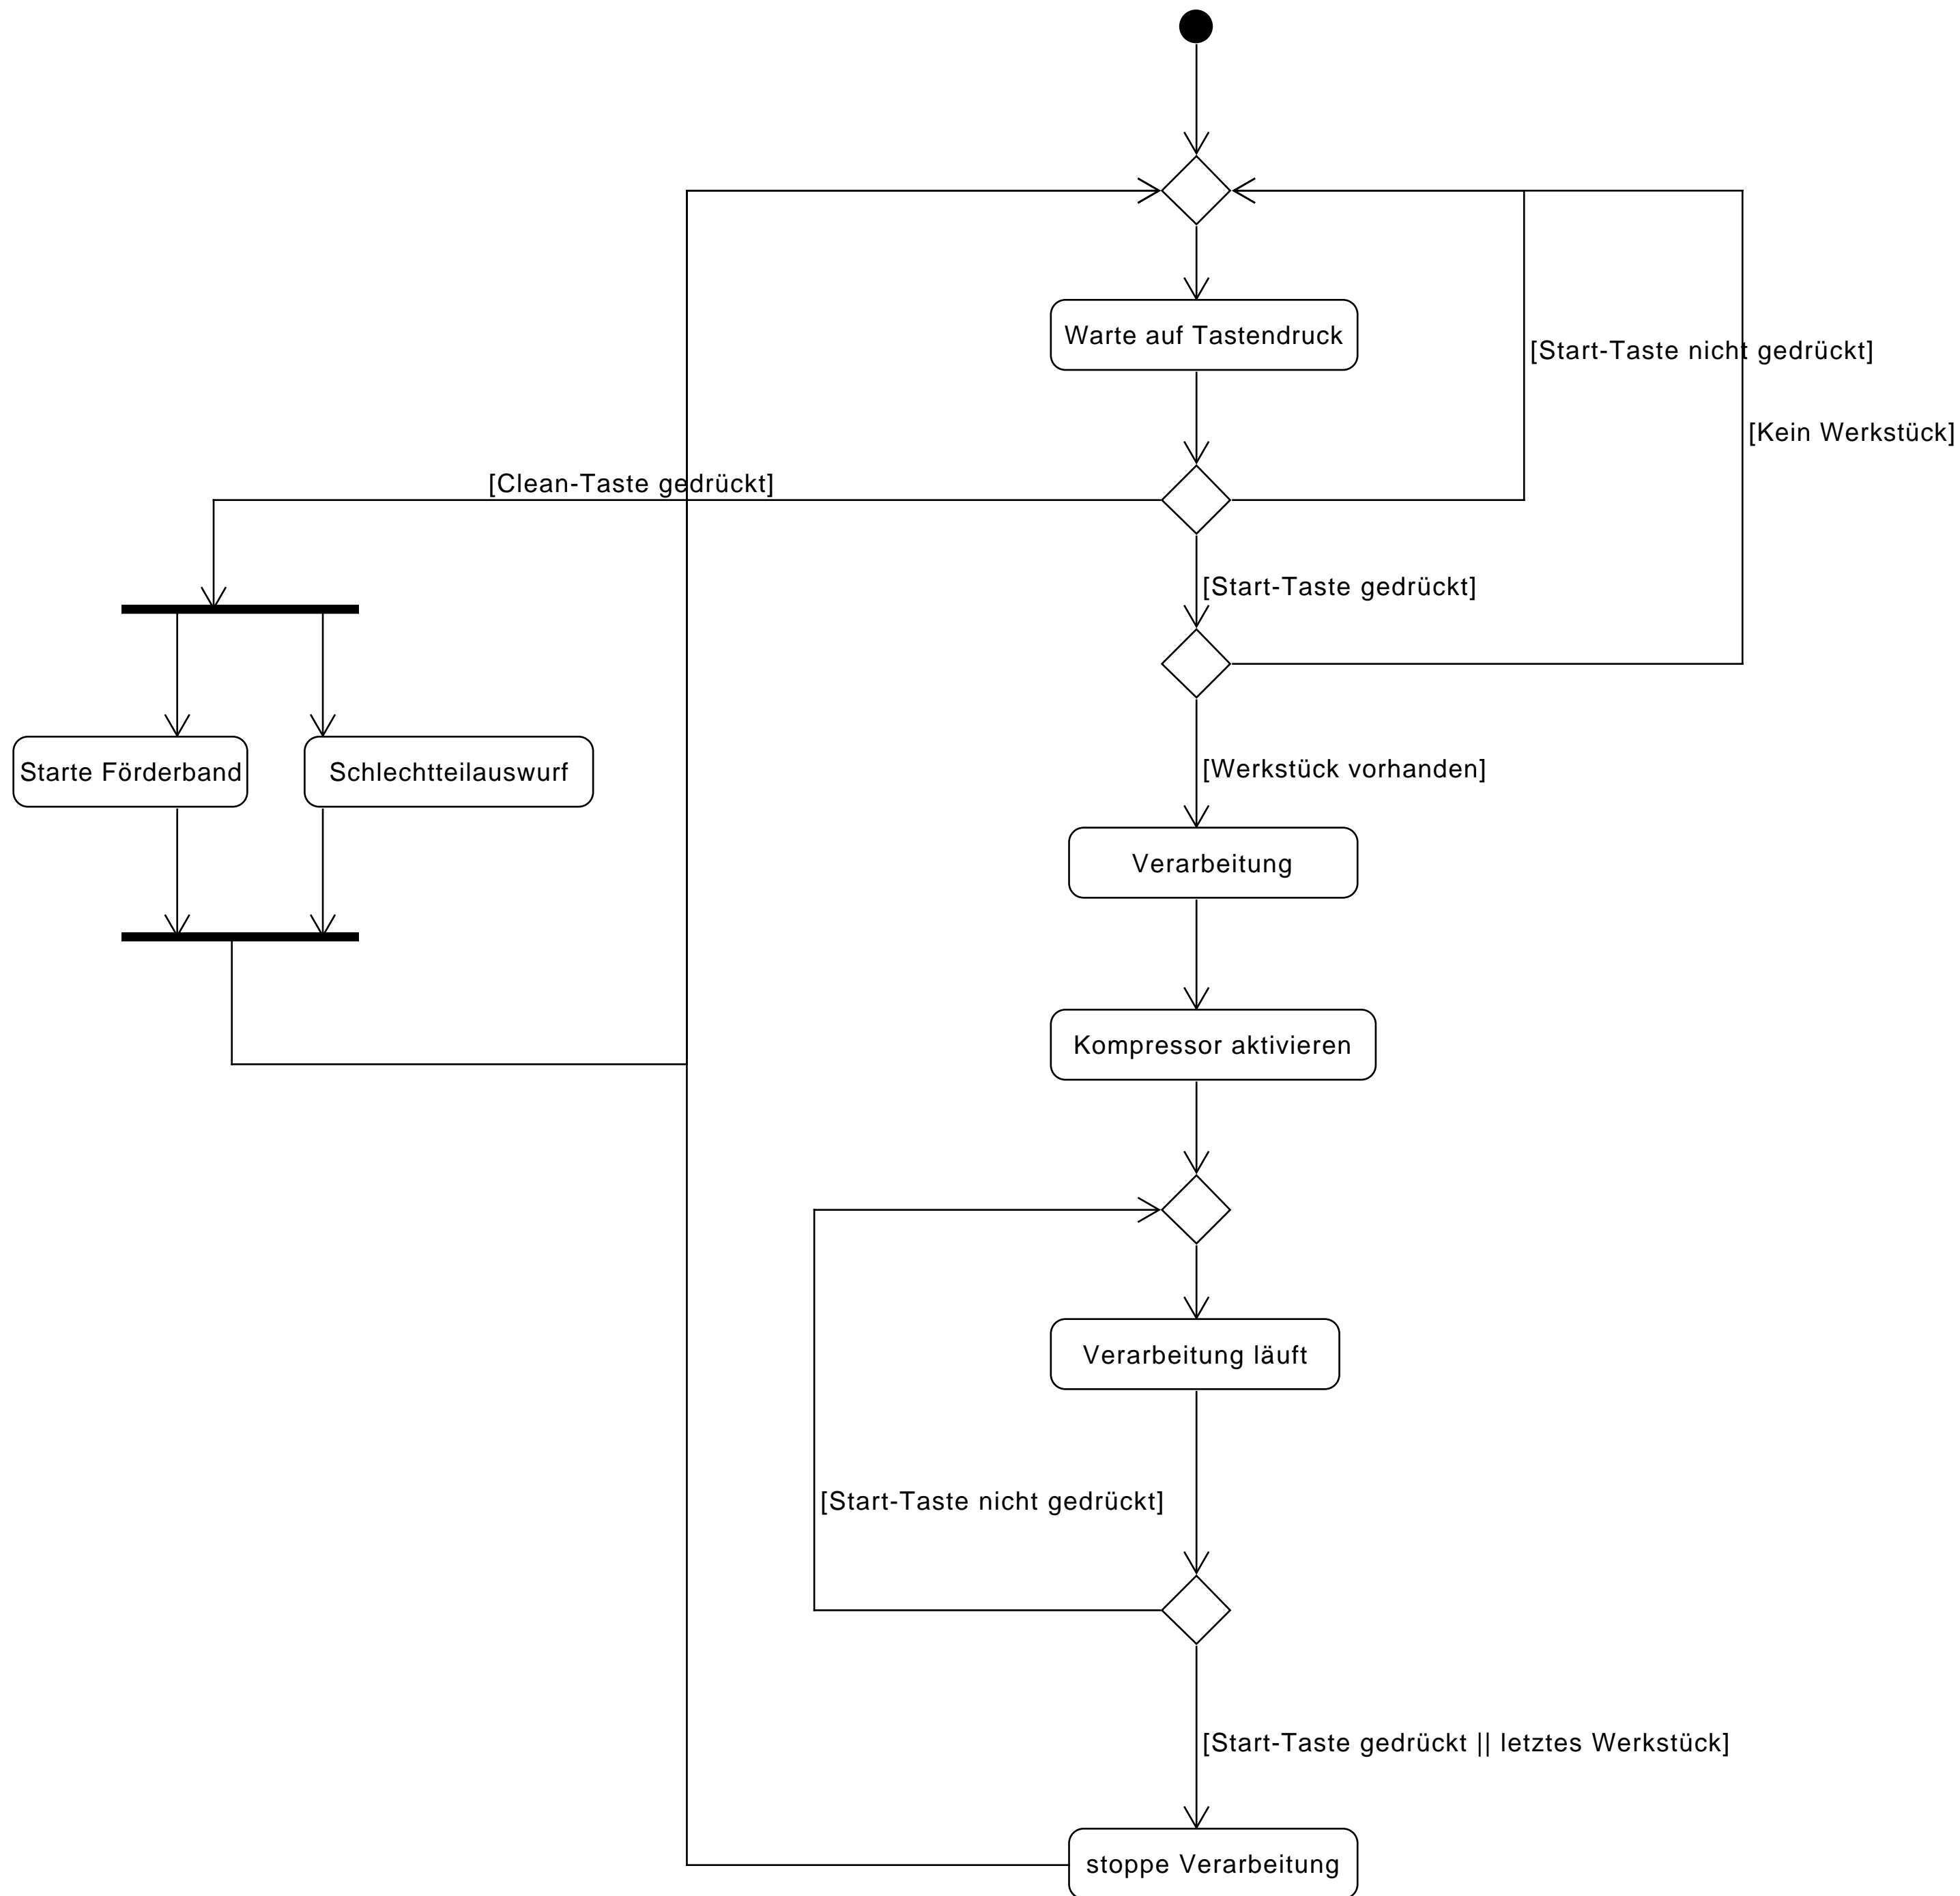 Warte auf Tastendruck
[Start-Taste nicht gedrückt]
[Kein Werkstück]
[Clean-Taste gedrückt]
[Start-Taste gedrückt]
[Werkstück vorhanden]
Starte Förderband
Schlechtteilauswurf
Verarbeitung
Kompressor aktivieren
Verarbeitung läuft
[Start-Taste nicht gedrückt]
[Start-Taste gedrückt || letztes Werkstück]
stoppe Verarbeitung